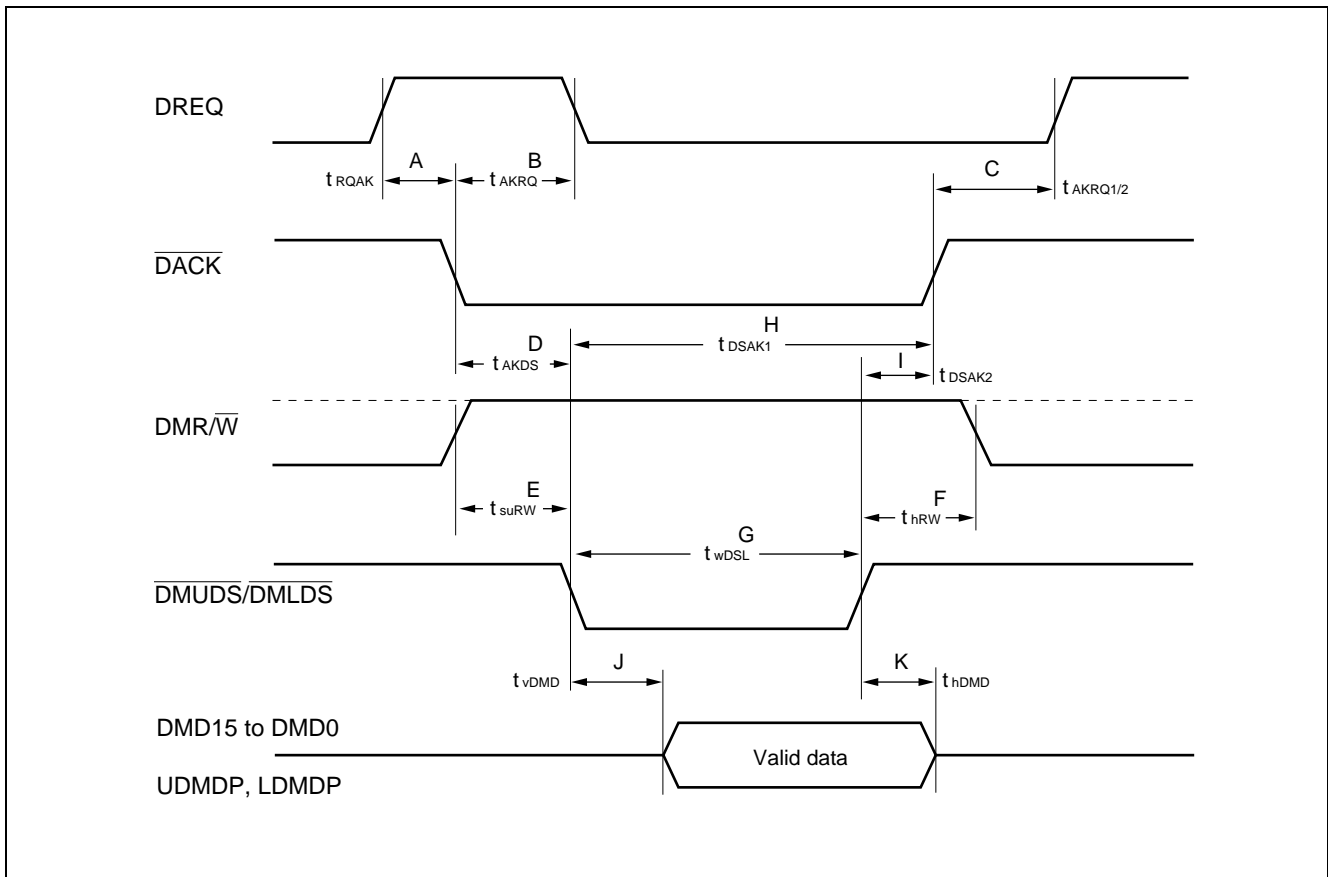 DREQ
A
B
C
t RQAK
t AKRQ
t AKRQ1/2
DACK
H
D
t DSAK1
t AKDS
I
t DSAK2
DMR/W
E
F
t suRW
t hRW
G
t wDSL
DMUDS/DMLDS
J
K
t vDMD
t hDMD
DMD15 to DMD0
Valid data
UDMDP, LDMDP